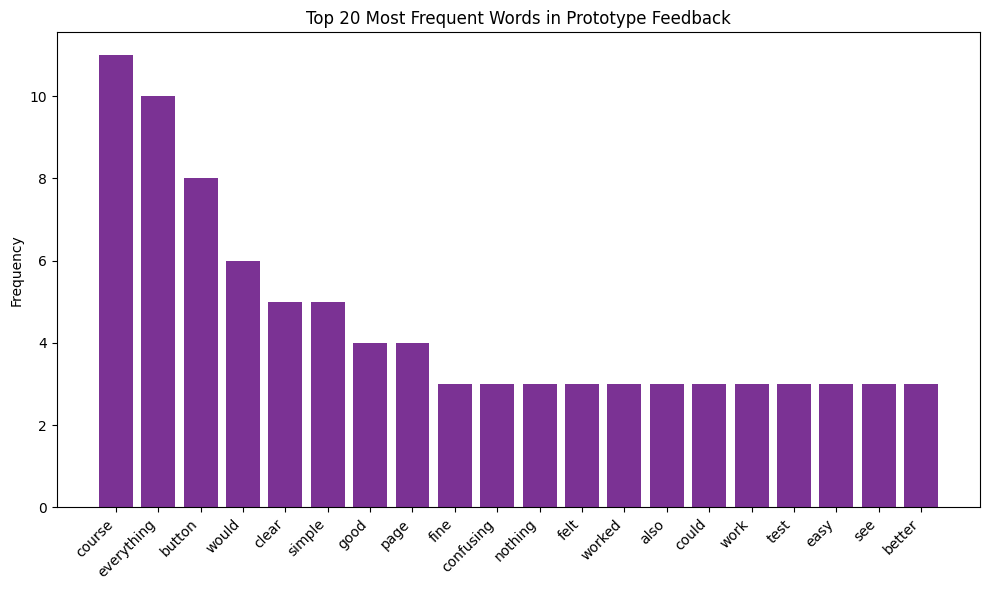 Top 20 Most Frequent Words in Prototype Feedback
Frequency
10
8
6
4
2
0
course
everything
button
would
clear
simple
good
page
fine
confusing
nothing
felt
worked
also
could
work
test
easy
see
better